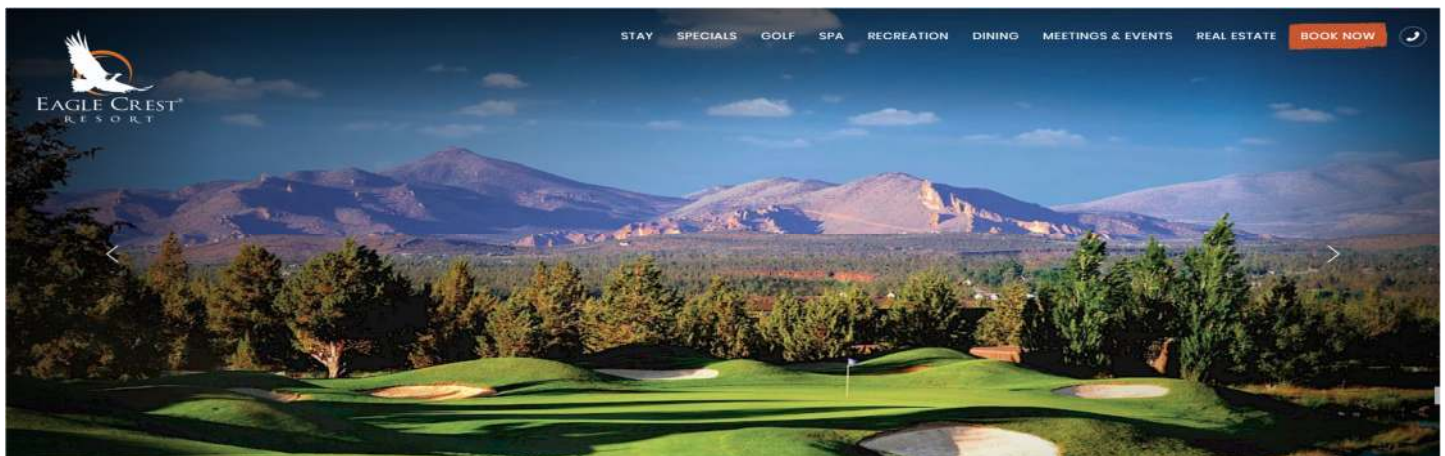 STAY SPECIALS GOLF SPA RECREATION DINING MEETINGS & EVENTS REAL ESTATE BOOK NOW
EAGLE CREST®
RESORT